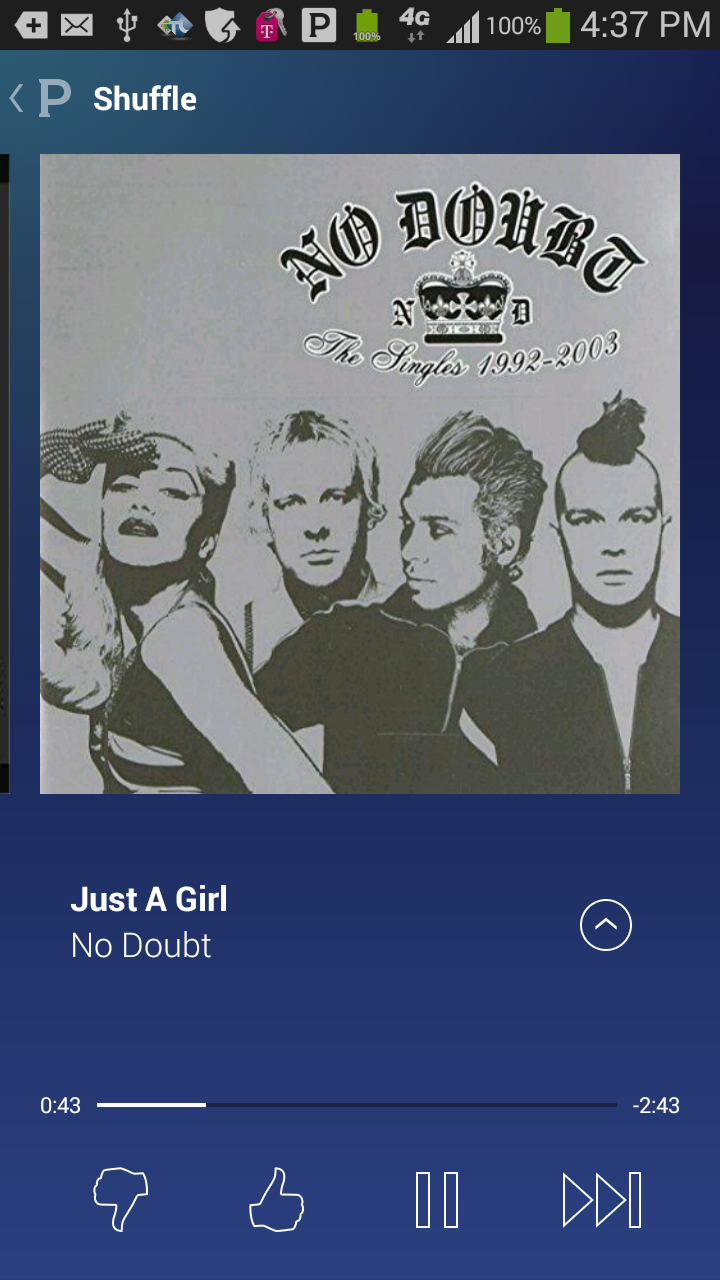 P 100% 4G 100% 4:37 PM
P Shuffle
NO DOUBT
N D
The Singles 1992-2003
Just A Girl
No Doubt
0:43 -2:43